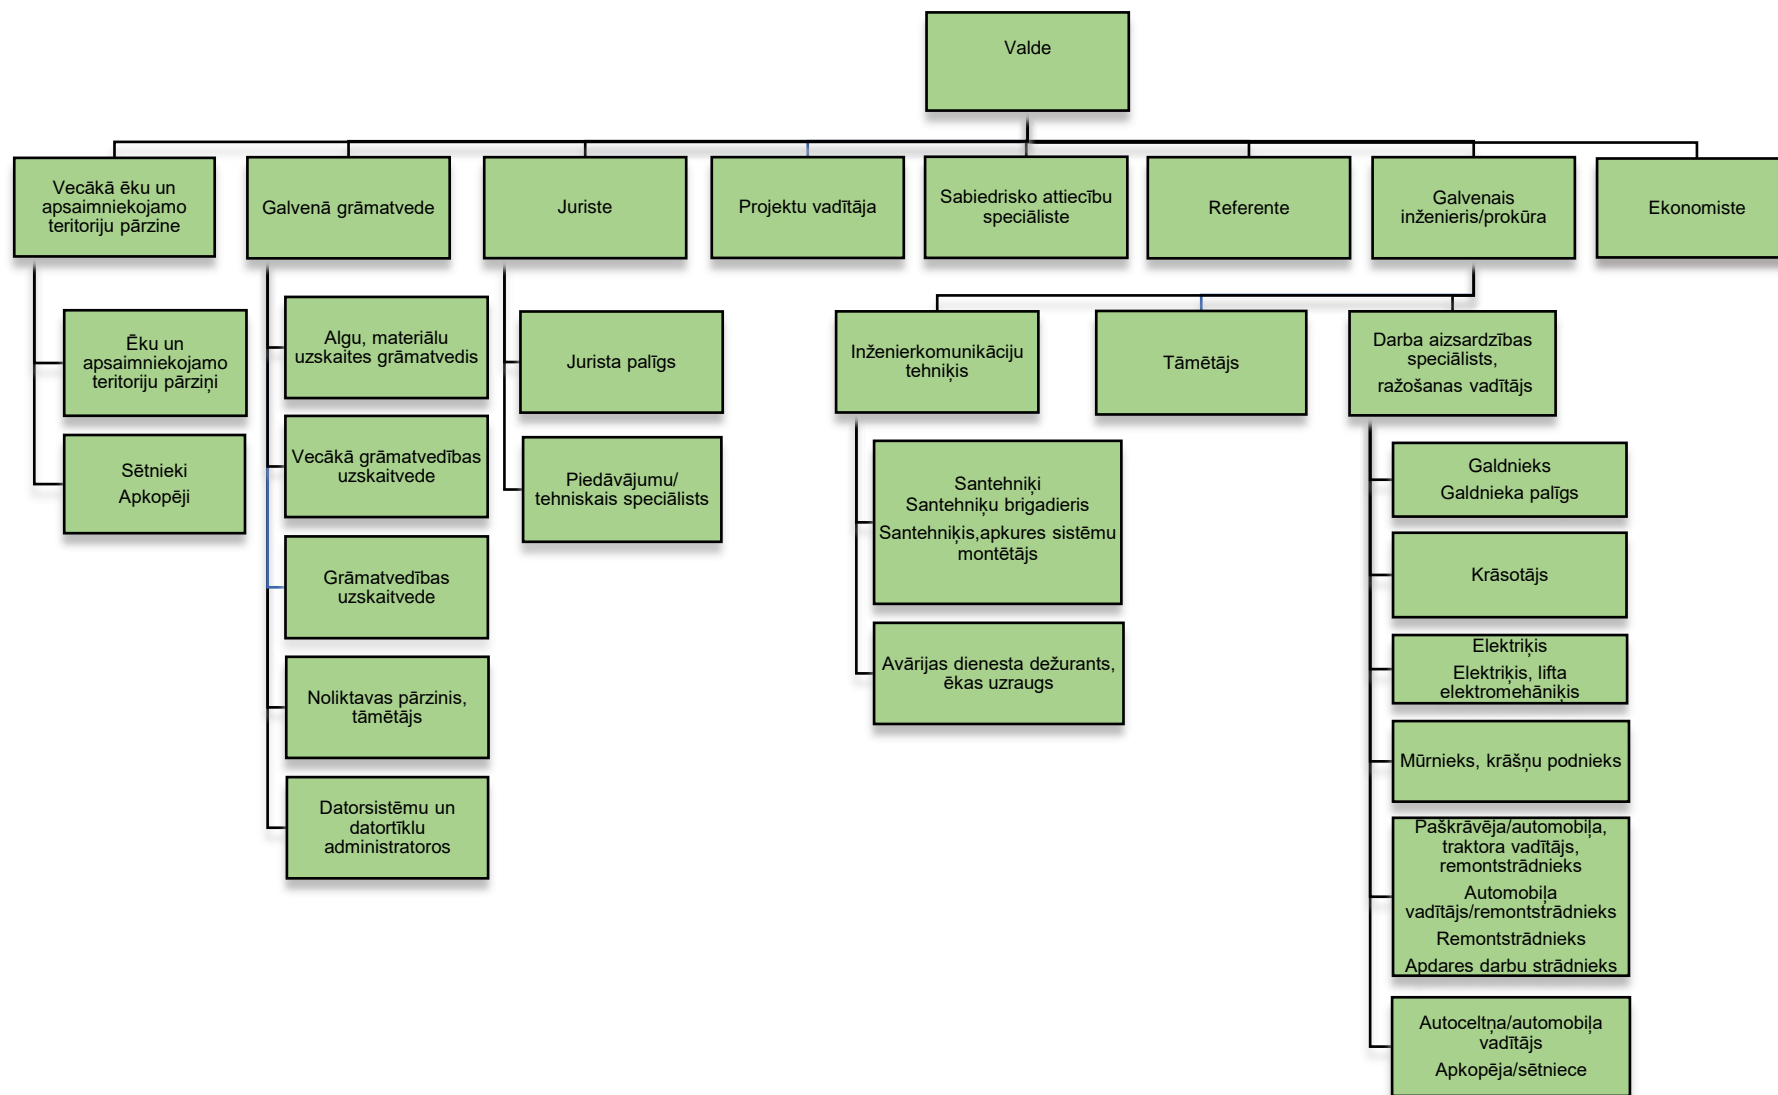 Valde
Vecākā ēku un
apsaimniekojamo
teritoriju pārzine
Galvenā grāmatvede
Juriste
Projektu vadītāja
Sabiedrisko attiecību
speciāliste
Referente
Galvenais
inženieris/prokūra
Ekonomiste
Ēku un
apsaimniekojamo
teritoriju pārziņi
Sētnieki
Apkopēji
Algu, materiālu
uzskaites grāmatvedis
Vecākā grāmatvedības
uzskaitvede
Grāmatvedības
uzskaitvede
Noliktavas pārzinis,
tāmētājs
Datorsistēmu un
datortīklu
administratoros
Jurista palīgs
Piedāvājumu/
tehniskais speciālists
Inženierkomunikāciju
tehniķis
Tāmētājs
Darba aizsardzības
speciālists,
ražošanas vadītājs
Santehniķi
Santehniķu brigadieris
Santehniķis,apkures sistēmu
montētājs
Avārijas dienesta dežurants,
ēkas uzraugs
Galdnieks
Galdnieka palīgs
Krāsotājs
Elektriķis
Elektriķis, lifta
elektromehāniķis
Mūrnieks, krāšņu podnieks
Paškrāvēja/automobiļa,
traktora vadītājs,
remontstrādnieks
Automobiļa
vadītājs/remontstrādnieks
Remontstrādnieks
Apdares darbu strādnieks
Autoceltņa/automobiļa
vadītājs
Apkopēja/sētniece